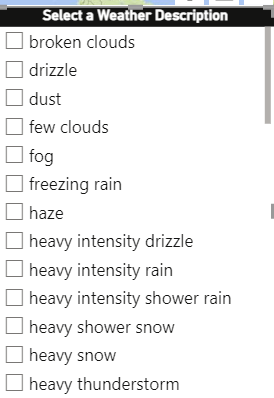 Select a Weather Description
broken clouds
drizzle
dust
few clouds
fog
freezing rain
haze
heavy intensity drizzle
heavy intensity rain
heavy intensity shower rain
heavy shower snow
heavy snow
heavy thunderstorm